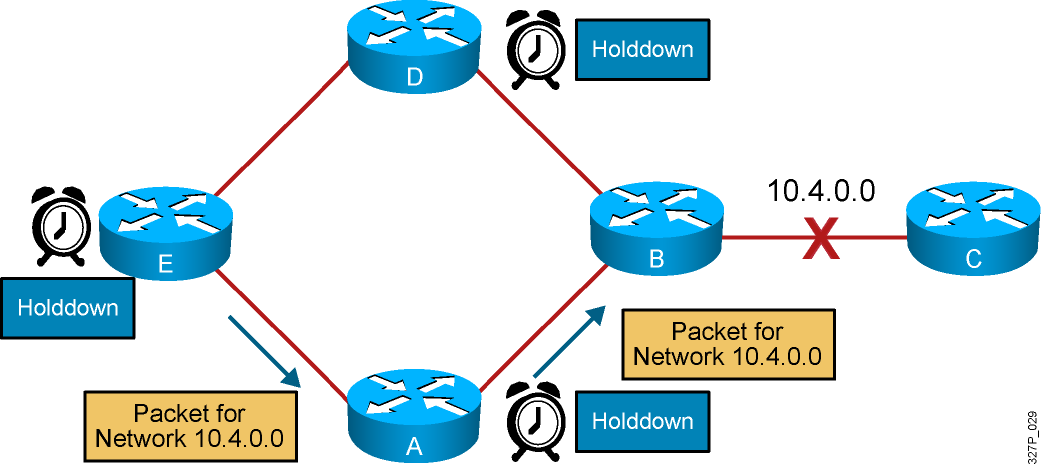 D
Holddown
10.4.0.0
E
B
C
Holddown
Packet for
Network 10.4.0.0
Packet for
Network 10.4.0.0
A
Holddown
327P_029